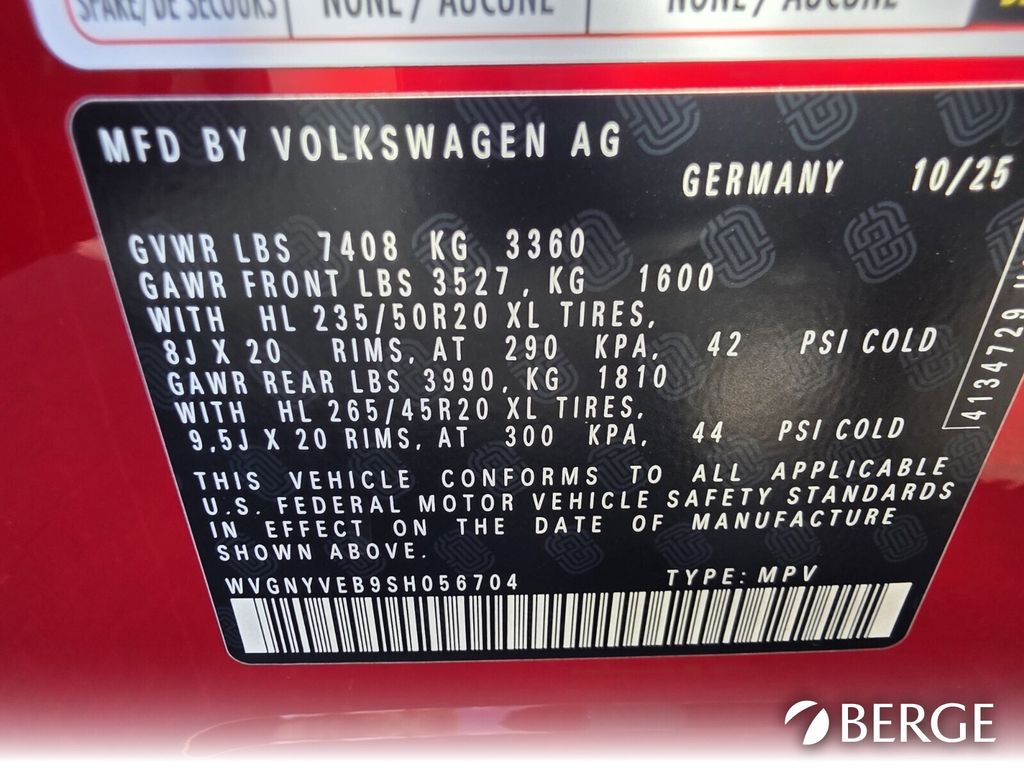 SPARE/DE SECOURS NONE / AUCUNE NONE / AUCUNE
MFD BY VOLKSWAGEN AG
GERMANY 10/25
GVWR LBS 7408 KG 3360
GAWR FRONT LBS 3527, KG 1600
WITH HL 235/50R20 XL TIRES,
8J X 20 RIMS, AT 290 KPA, 42 PSI COLD
GAWR REAR LBS 3990, KG 1810
WITH HL 265/45R20 XL TIRES,
9,5J X 20 RIMS, AT 300 KPA, 44 PSI COLD
4134729
THIS VEHICLE CONFORMS TO ALL APPLICABLE
U.S. FEDERAL MOTOR VEHICLE SAFETY STANDARDS
IN EFFECT ON THE DATE OF MANUFACTURE
SHOWN ABOVE.
WVGNYVEB9SH056704 TYPE: MPV
BERGE